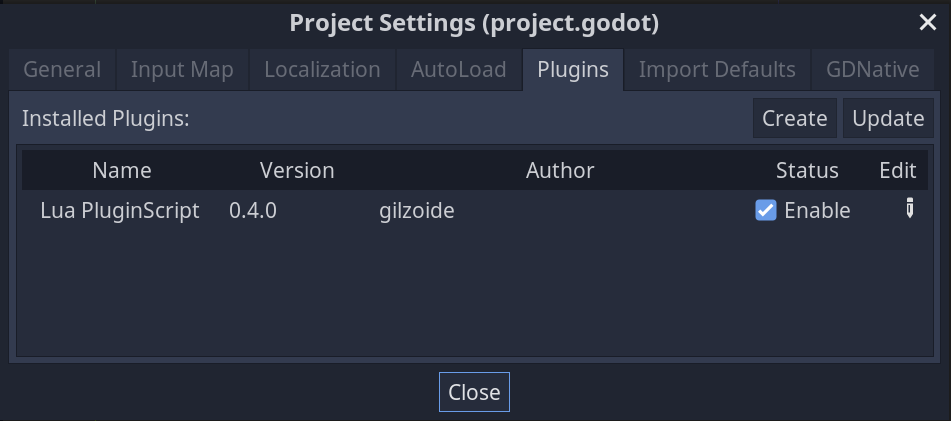 Project Settings (project.godot)
General Input Map Localization AutoLoad Plugins Import Defaults GDNative
Installed Plugins: Create Update
Name Version Author Status Edit
Lua PluginScript 0.4.0 gilzoide Enable
Close